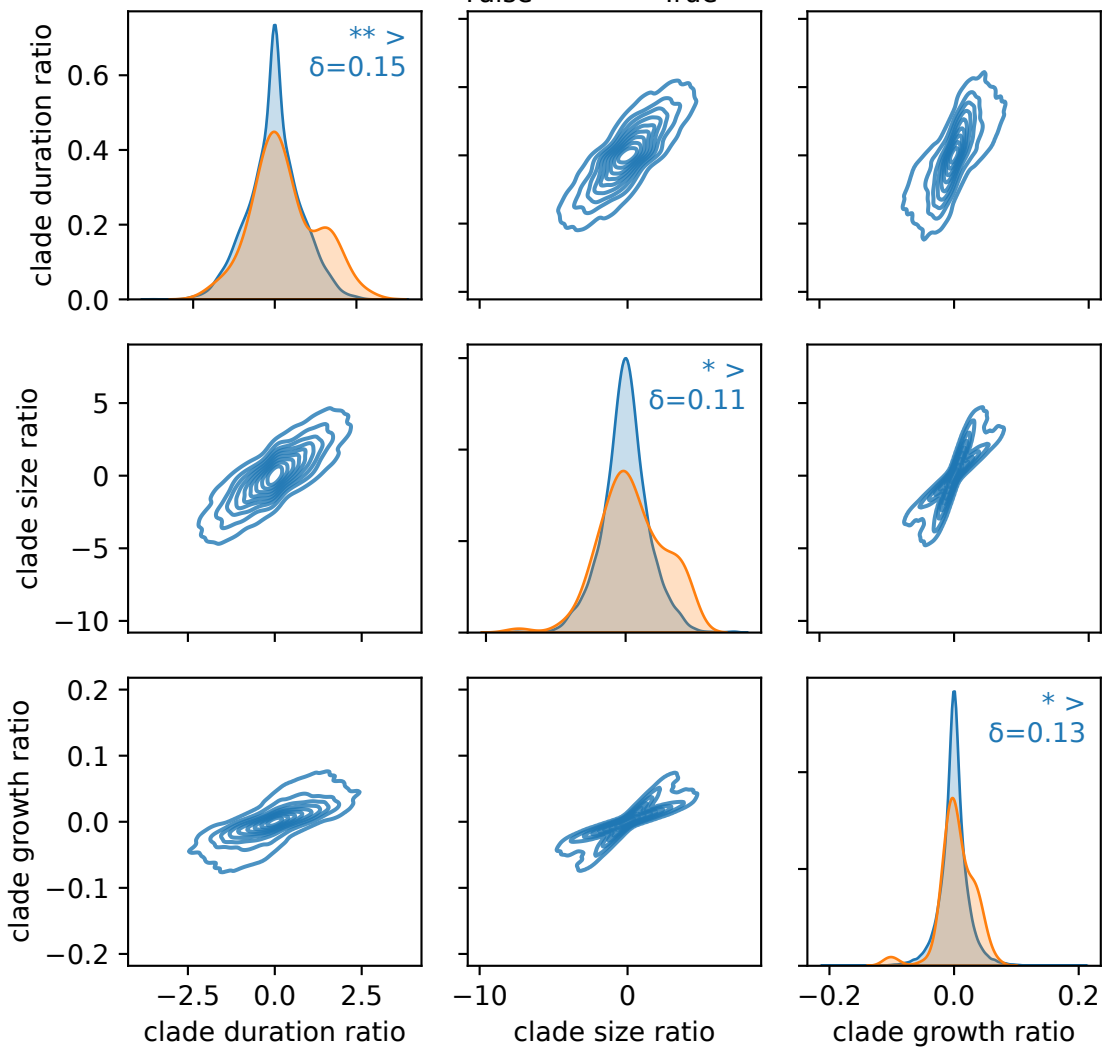 False True
clade duration ratio
0.6
0.4
0.2
0.0
** >
δ=0.15
clade size ratio
5
0
−5
−10
* >
δ=0.11
clade growth ratio
0.2
0.1
0.0
−0.1
−0.2
* >
δ=0.13
−2.5 0.0 2.5
−10 0
−0.2 0.0 0.2
clade duration ratio
clade size ratio
clade growth ratio